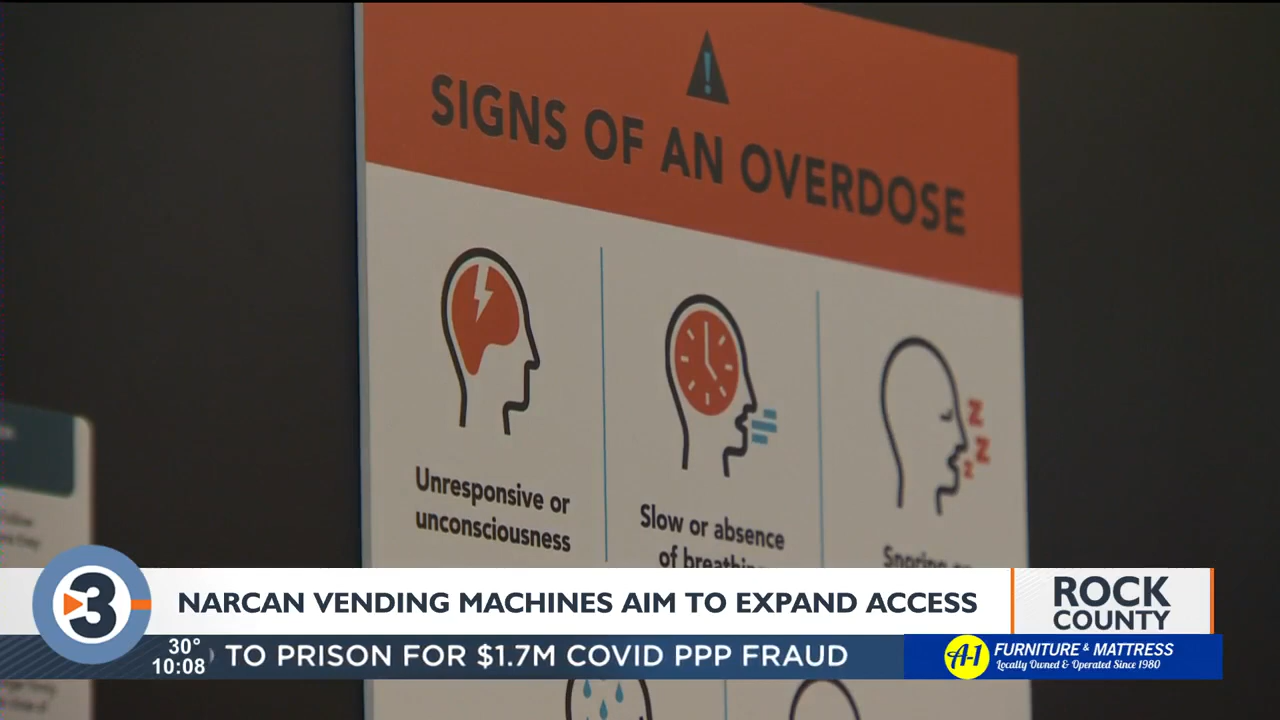 !
SIGNS OF AN OVERDOSE
Z
Z
Z
Unresponsive or
unconsciousness
Slow or absence
of breathing
Snoring or
3
NARCAN VENDING MACHINES AIM TO EXPAND ACCESS
ROCK
COUNTY
30°
10:08
TO PRISON FOR $1.7M COVID PPP FRAUD
A-1
FURNITURE & MATTRESS
Locally Owned & Operated Since 1980